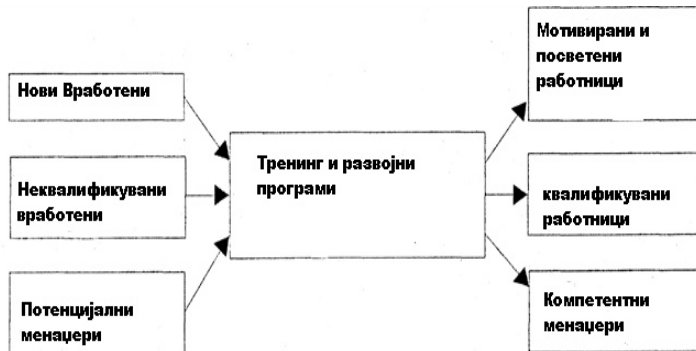 Нови Вработени
Неквалификувани
вработени
Потенцијални
менаџери
Тренинг и развојни
програми
Мотивирани и
посветени
работници
квалификувани
работници
Компетентни
менаџери